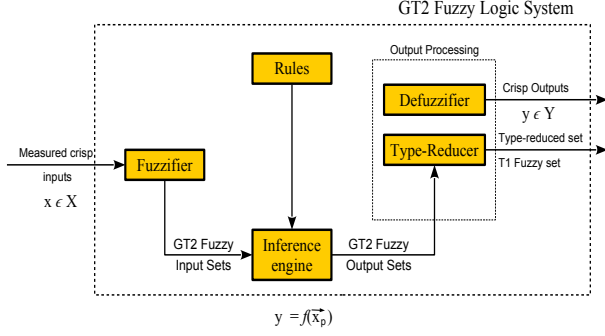 GT2 Fuzzy Logic System
Output Processing
Rules
Defuzzifier
Crisp Outputs
y ϵ Y
Measured crisp
inputs
x ϵ X
Fuzzifier
Type-Reducer
Type-reduced set
T1 Fuzzy set
GT2 Fuzzy
Input Sets
Inference
engine
GT2 Fuzzy
Output Sets
y = f(x⃗ₚ)